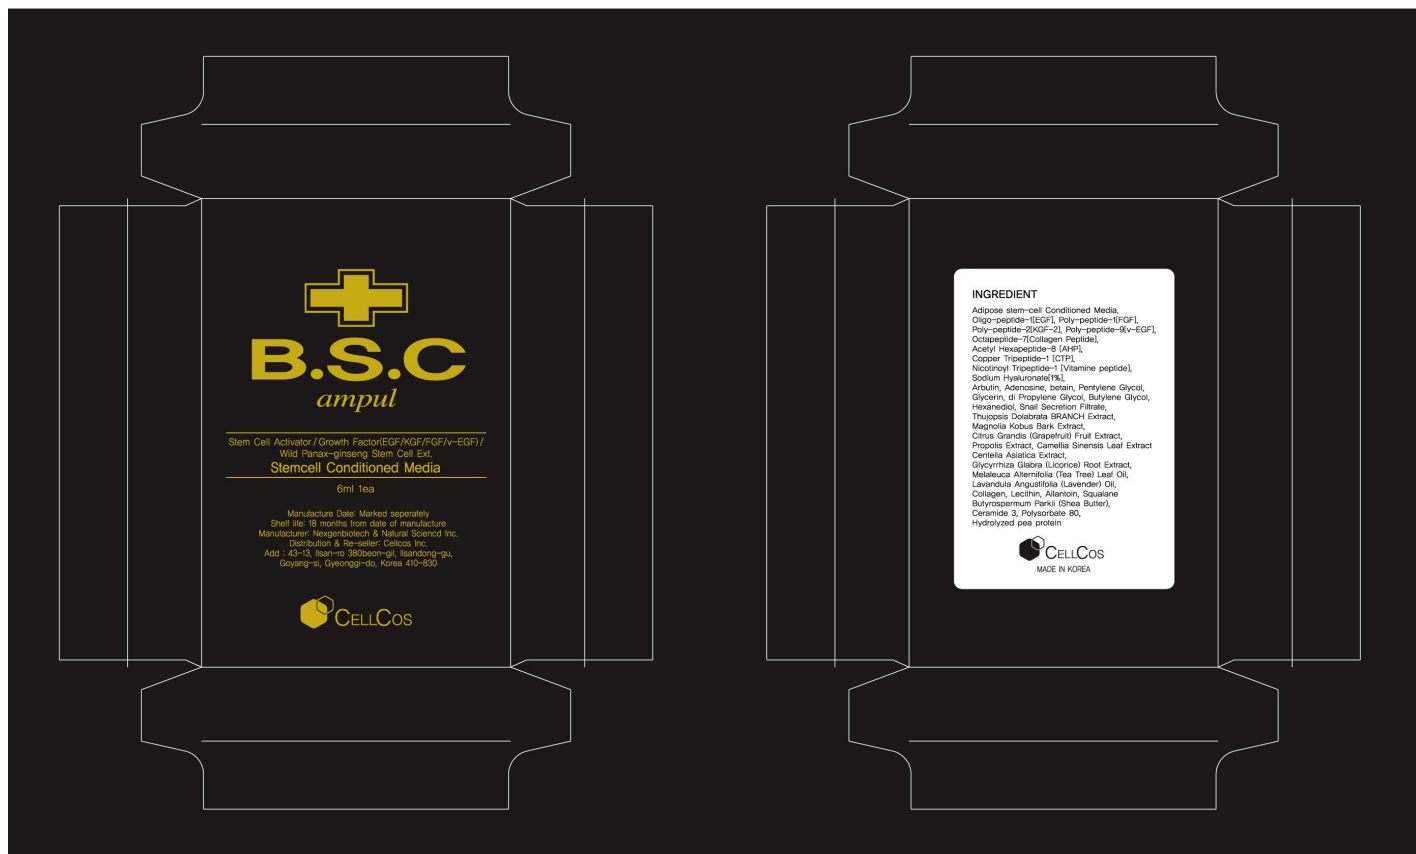 B.S.C
ampul
Stem Cell Activator / Growth Factor(EGF/KGF/FGF/v-EGF) /
Wild Panax-ginseng Stem Cell Ext.
Stemcell Conditioned Media
6ml 1ea
Manufacture Date: Marked seperately
Shelf life: 18 months from date of manufacture
Manufacturer: Nexgenbiotech & Natural Sciencd Inc.
Distribution & Re-seller: Cellcos Inc.
Add : 43-13, Ilsan-ro 380beon-gil, Ilsandong-gu,
Goyang-si, Gyeonggi-do, Korea 410-830
CELLCOS
INGREDIENT
Adipose stem-cell Conditioned Media,
Oligo-peptide-1[EGF], Poly-peptide-1[FGF],
Poly-peptide-2[KGF-2], Poly-peptide-9[v-EGF],
Octapeptide-7[Collagen Peptide],
Acetyl Hexapeptide-8 [AHP],
Copper Tripeptide-1 [CTP],
Nicotinoyl Tripeptide-1 [Vitamine peptide],
Sodium Hyaluronate[1%],
Arbutin, Adenosine, betain, Pentylene Glycol,
Glycerin, di Propylene Glycol, Butylene Glycol,
Hexanediol, Snail Secretion Filtrate,
Thujopsis Dolabrata BRANCH Extract,
Magnolia Kobus Bark Extract,
Citrus Grandis (Grapefruit) Fruit Extract,
Propolis Extract, Camellia Sinensis Leaf Extract
Centella Asiatica Extract,
Glycyrrhiza Glabra (Licorice) Root Extract,
Melaleuca Alternifolia (Tea Tree) Leaf Oil,
Lavandula Angustifolia (Lavender) Oil,
Collagen, Lecithin, Allantoin, Squalane
Butyrospermum Parkii (Shea Butter),
Ceramide 3, Polysorbate 80,
Hydrolyzed pea protein
CELLCOS
MADE IN KOREA